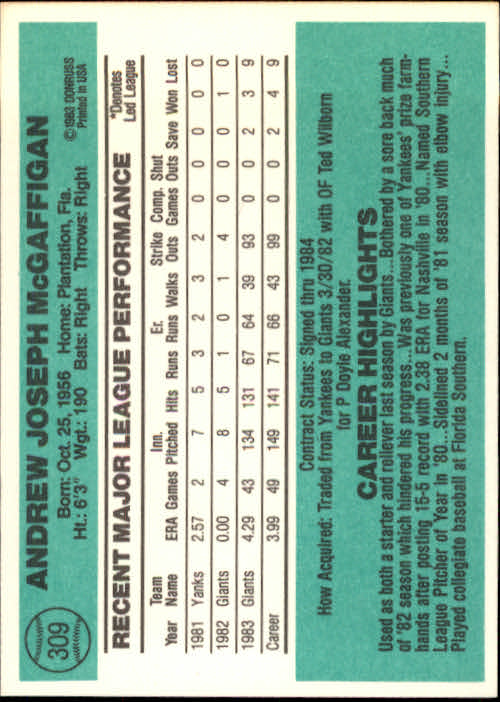 309
ANDREW JOSEPH McGAFFIGAN
Born: Oct. 25, 1956 Home: Plantation, Fla.
Ht.: 6'3" Wgt.: 190 Bats: Right Throws: Right
© 1983 DONRUSS
Printed in USA
RECENT MAJOR LEAGUE PERFORMANCE
*Denotes
Led League
Team Inn. Er. Strike Comp. Shut
Year Name ERA Games Pitched Hits Runs Runs Walks Outs Games Outs Save Won Lost
1981 Yanks 2.57 2 7 5 3 2 3 2 0 0 0 0 0
1982 Giants 0.00 4 8 5 1 0 1 4 0 0 0 1 0
1983 Giants 4.29 43 134 131 67 64 39 93 0 0 2 3 9
Career 3.99 49 149 141 71 66 43 99 0 0 2 4 9
Contract Status: Signed thru 1984
How Acquired: Traded from Yankees to Giants 3/30/82 with OF Ted Wilborn
for P Doyle Alexander.
CAREER HIGHLIGHTS
Used as both a starter and reliever last season by Giants...Bothered by a sore back much
of '82 season which hindered his progress...Was previously one of Yankees' prize farm-
hands after posting 15-5 record with 2.38 ERA for Nashville in '80...Named Southern
League Pitcher of Year in '80...Sidelined 2 months of '81 season with elbow injury...
Played collegiate baseball at Florida Southern.